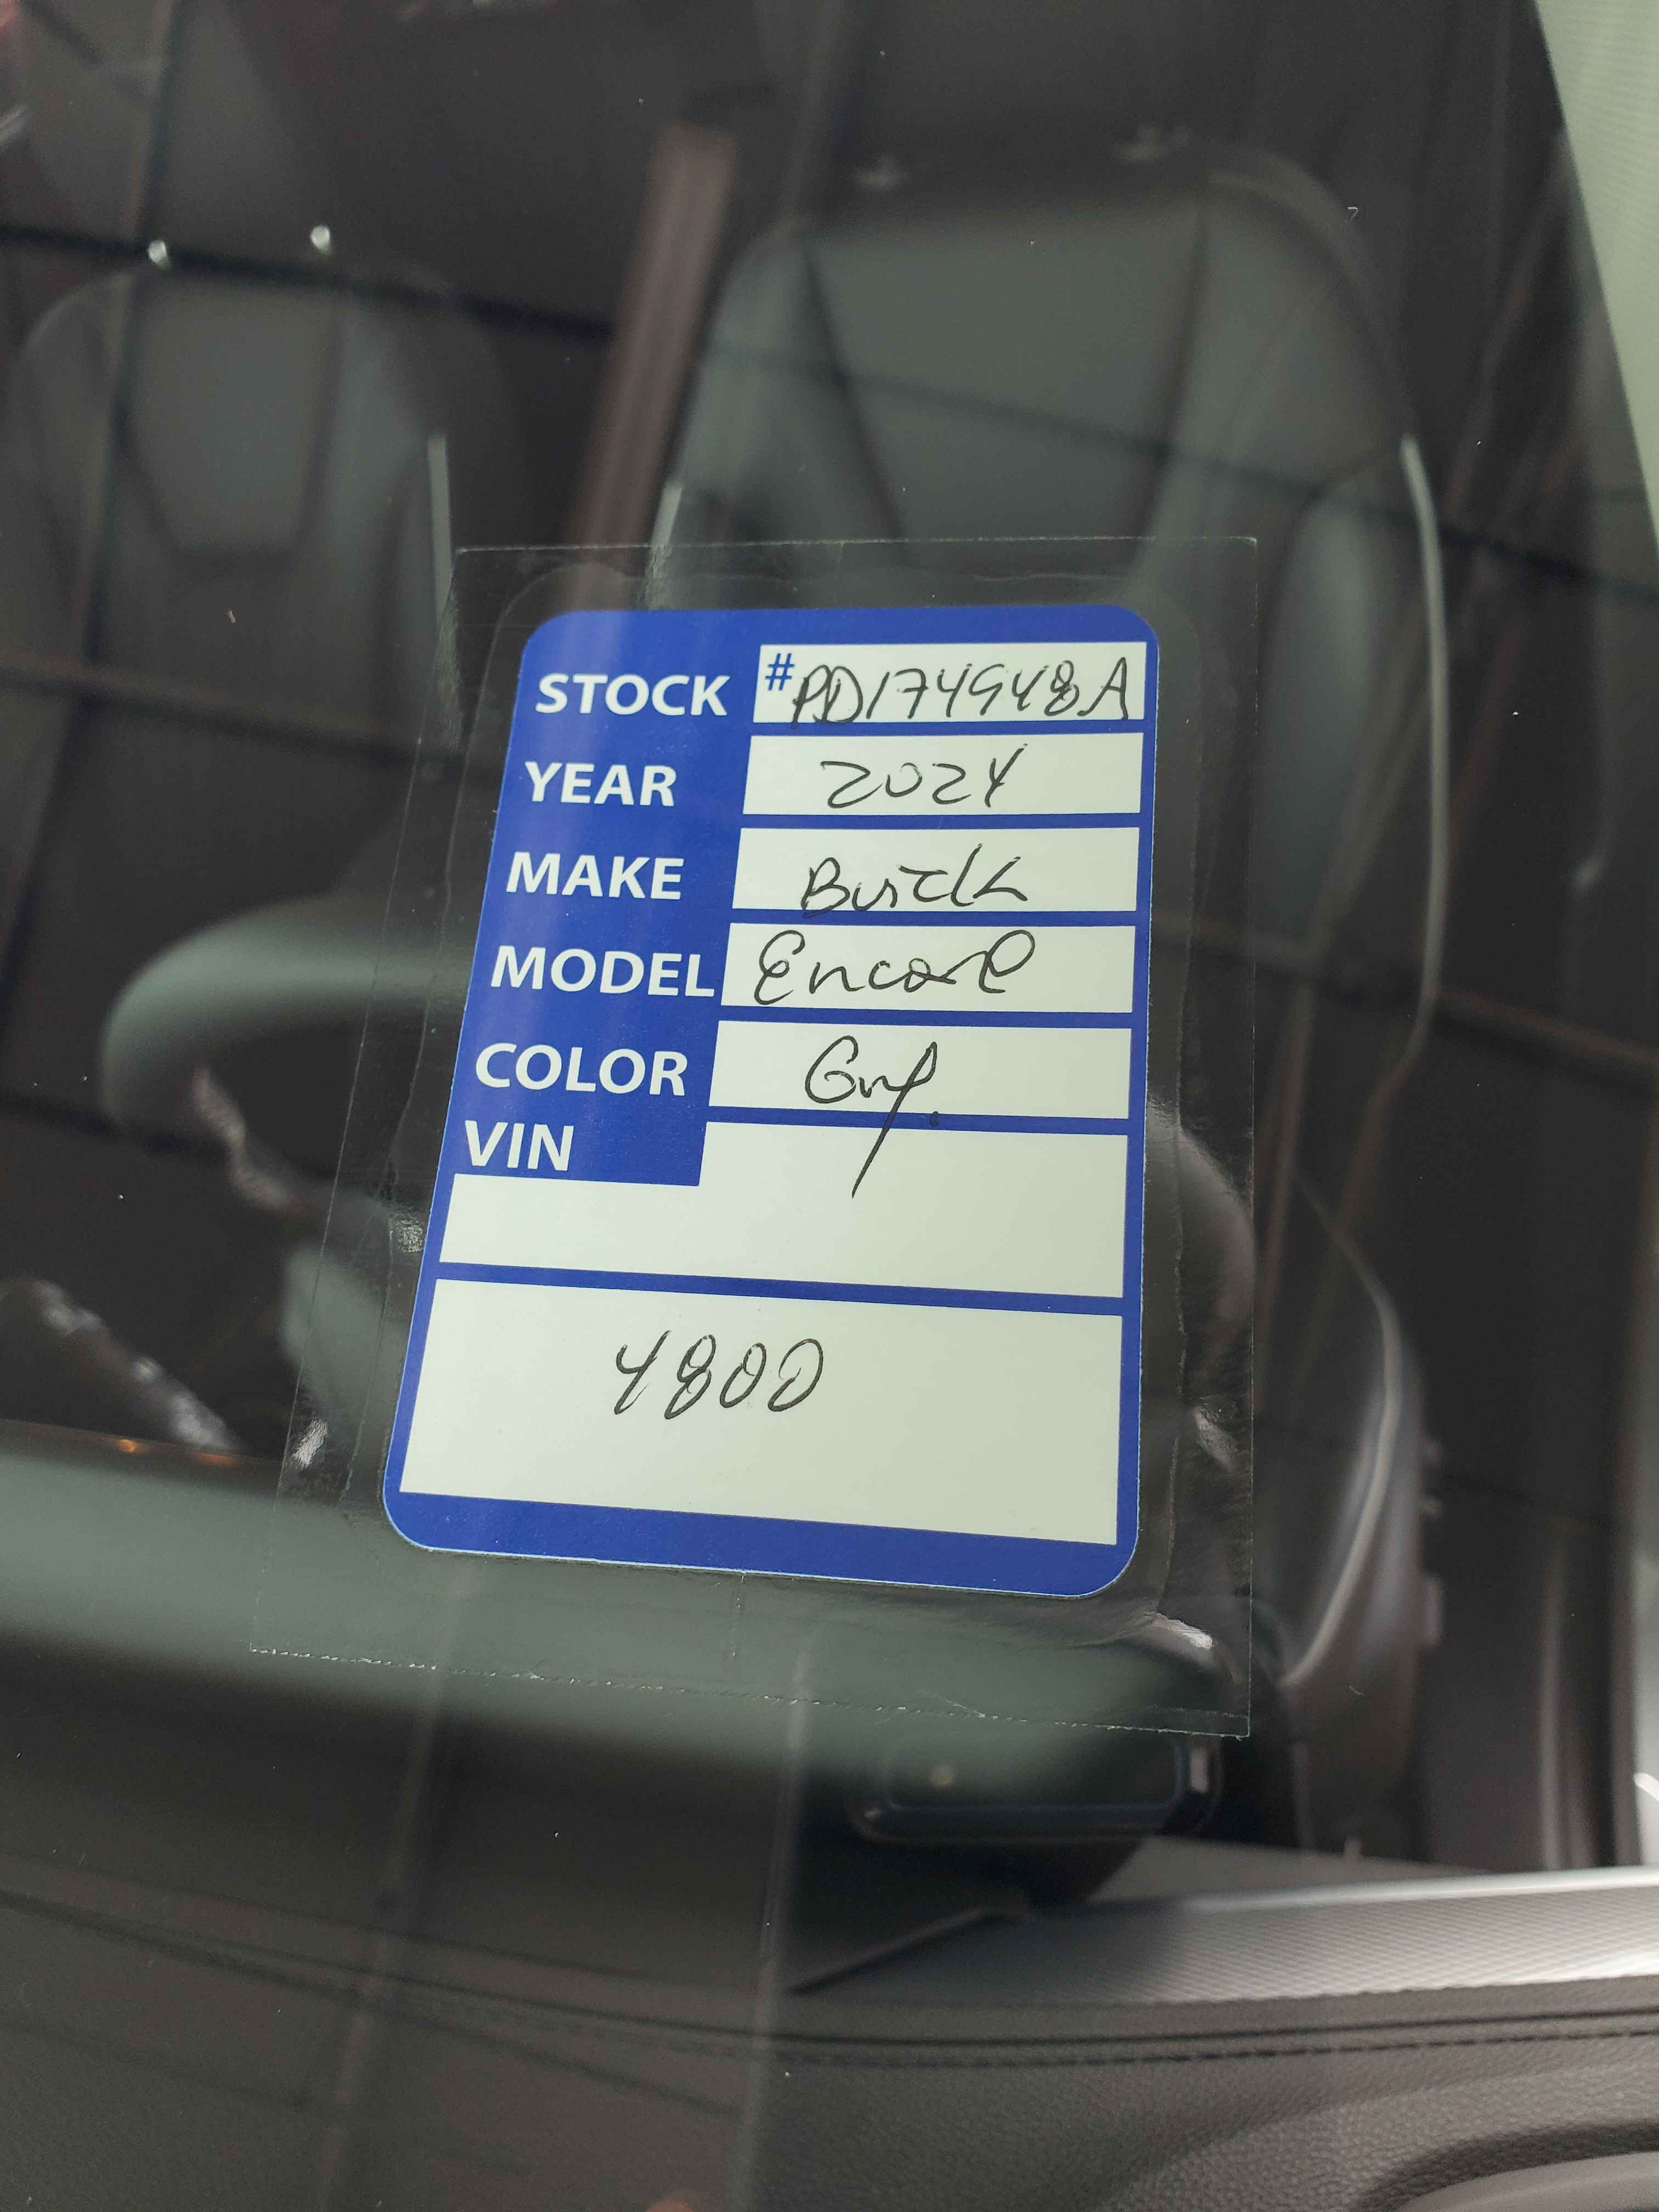 STOCK #PD174948A
YEAR 2024
MAKE Buick
MODEL Encore
COLOR Gry.
VIN
4800